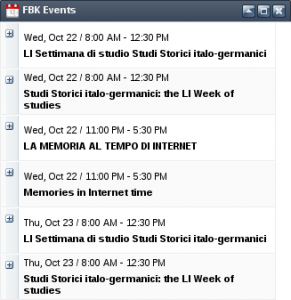 FBK Events
Wed, Oct 22 / 8:00 AM - 12:30 PM
LI Settimana di studio Studi Storici italo-germanici
Wed, Oct 22 / 8:00 AM - 12:30 PM
Studi Storici italo-germanici: the LI Week of
studies
Wed, Oct 22 / 11:00 PM - 5:30 PM
LA MEMORIA AL TEMPO DI INTERNET
Wed, Oct 22 / 11:00 PM - 5:30 PM
Memories in Internet time
Thu, Oct 23 / 8:00 AM - 12:30 PM
LI Settimana di studio Studi Storici italo-germanici
Thu, Oct 23 / 8:00 AM - 12:30 PM
Studi Storici italo-germanici: the LI Week of
studies